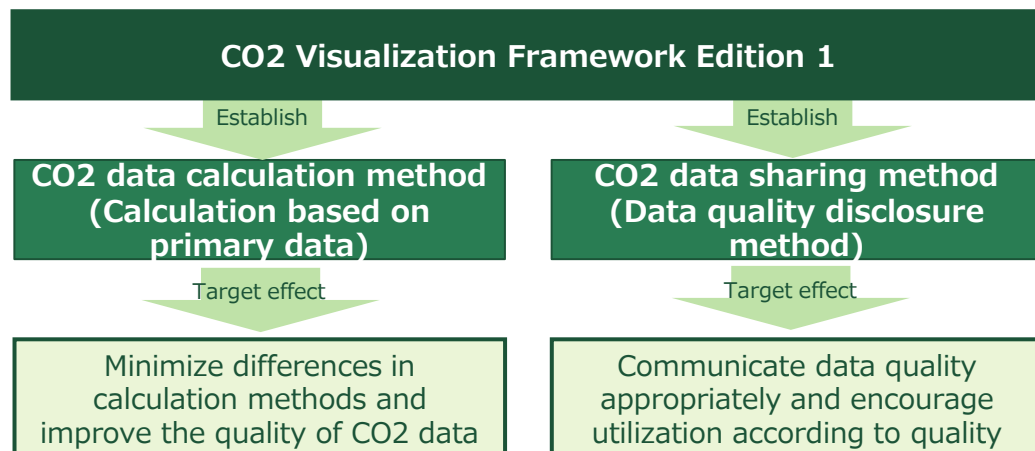 CO2 Visualization Framework Edition 1
Establish
Establish
CO2 data calculation method
(Calculation based on
primary data)
CO2 data sharing method
(Data quality disclosure
method)
Target effect
Target effect
Minimize differences in
calculation methods and
improve the quality of CO2 data
Communicate data quality
appropriately and encourage
utilization according to quality